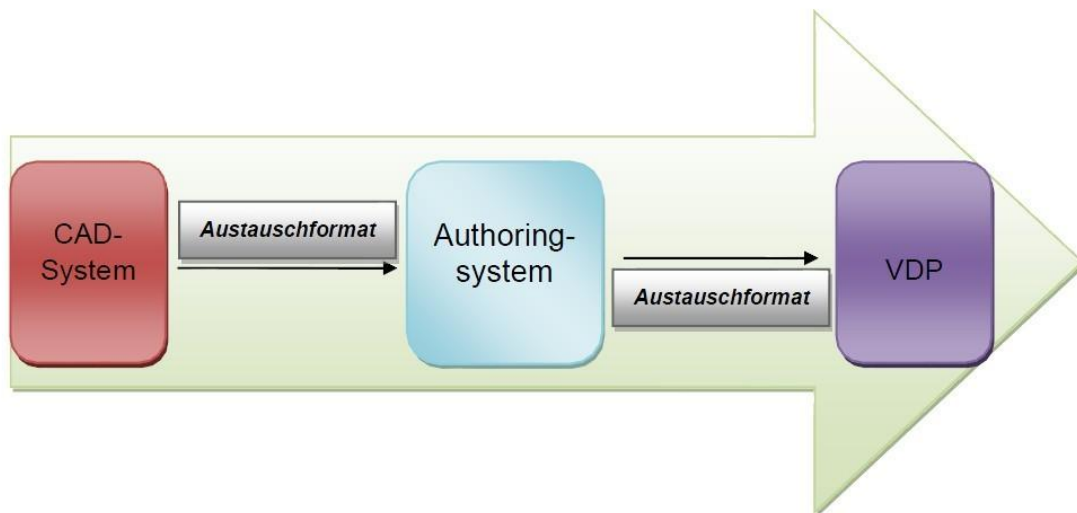 CAD-
System
Austauschformat
Authoring-
system
Austauschformat
VDP